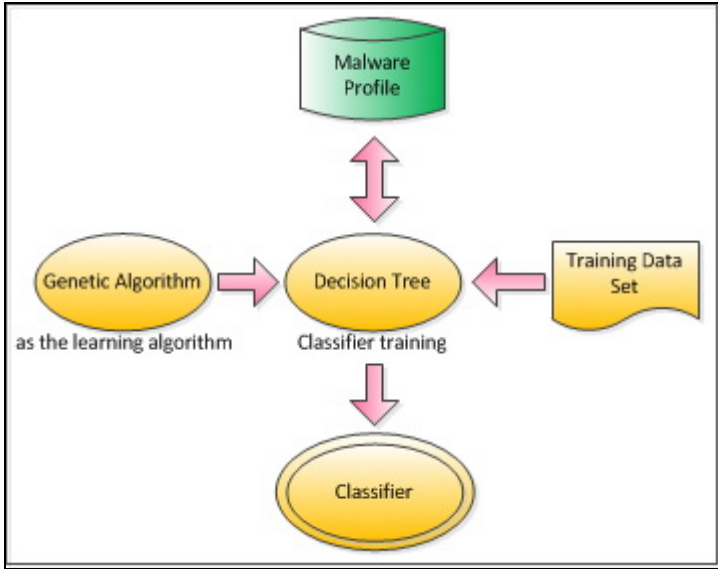 Malware
Profile
Genetic Algorithm
as the learning algorithm
Decision Tree
Classifier training
Training Data
Set
Classifier